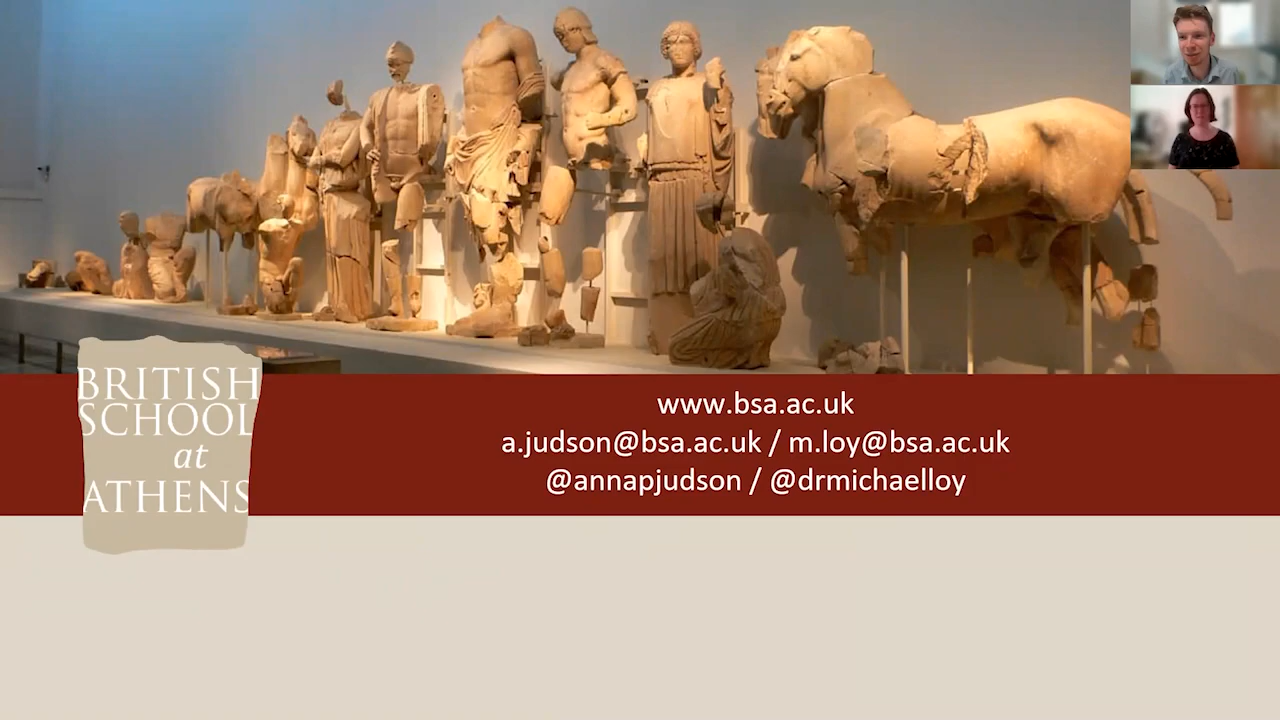 BRITISH
SCHOOL
at
ATHENS
www.bsa.ac.uk
a.judson@bsa.ac.uk / m.loy@bsa.ac.uk
@annapjudson / @drmichaelloy